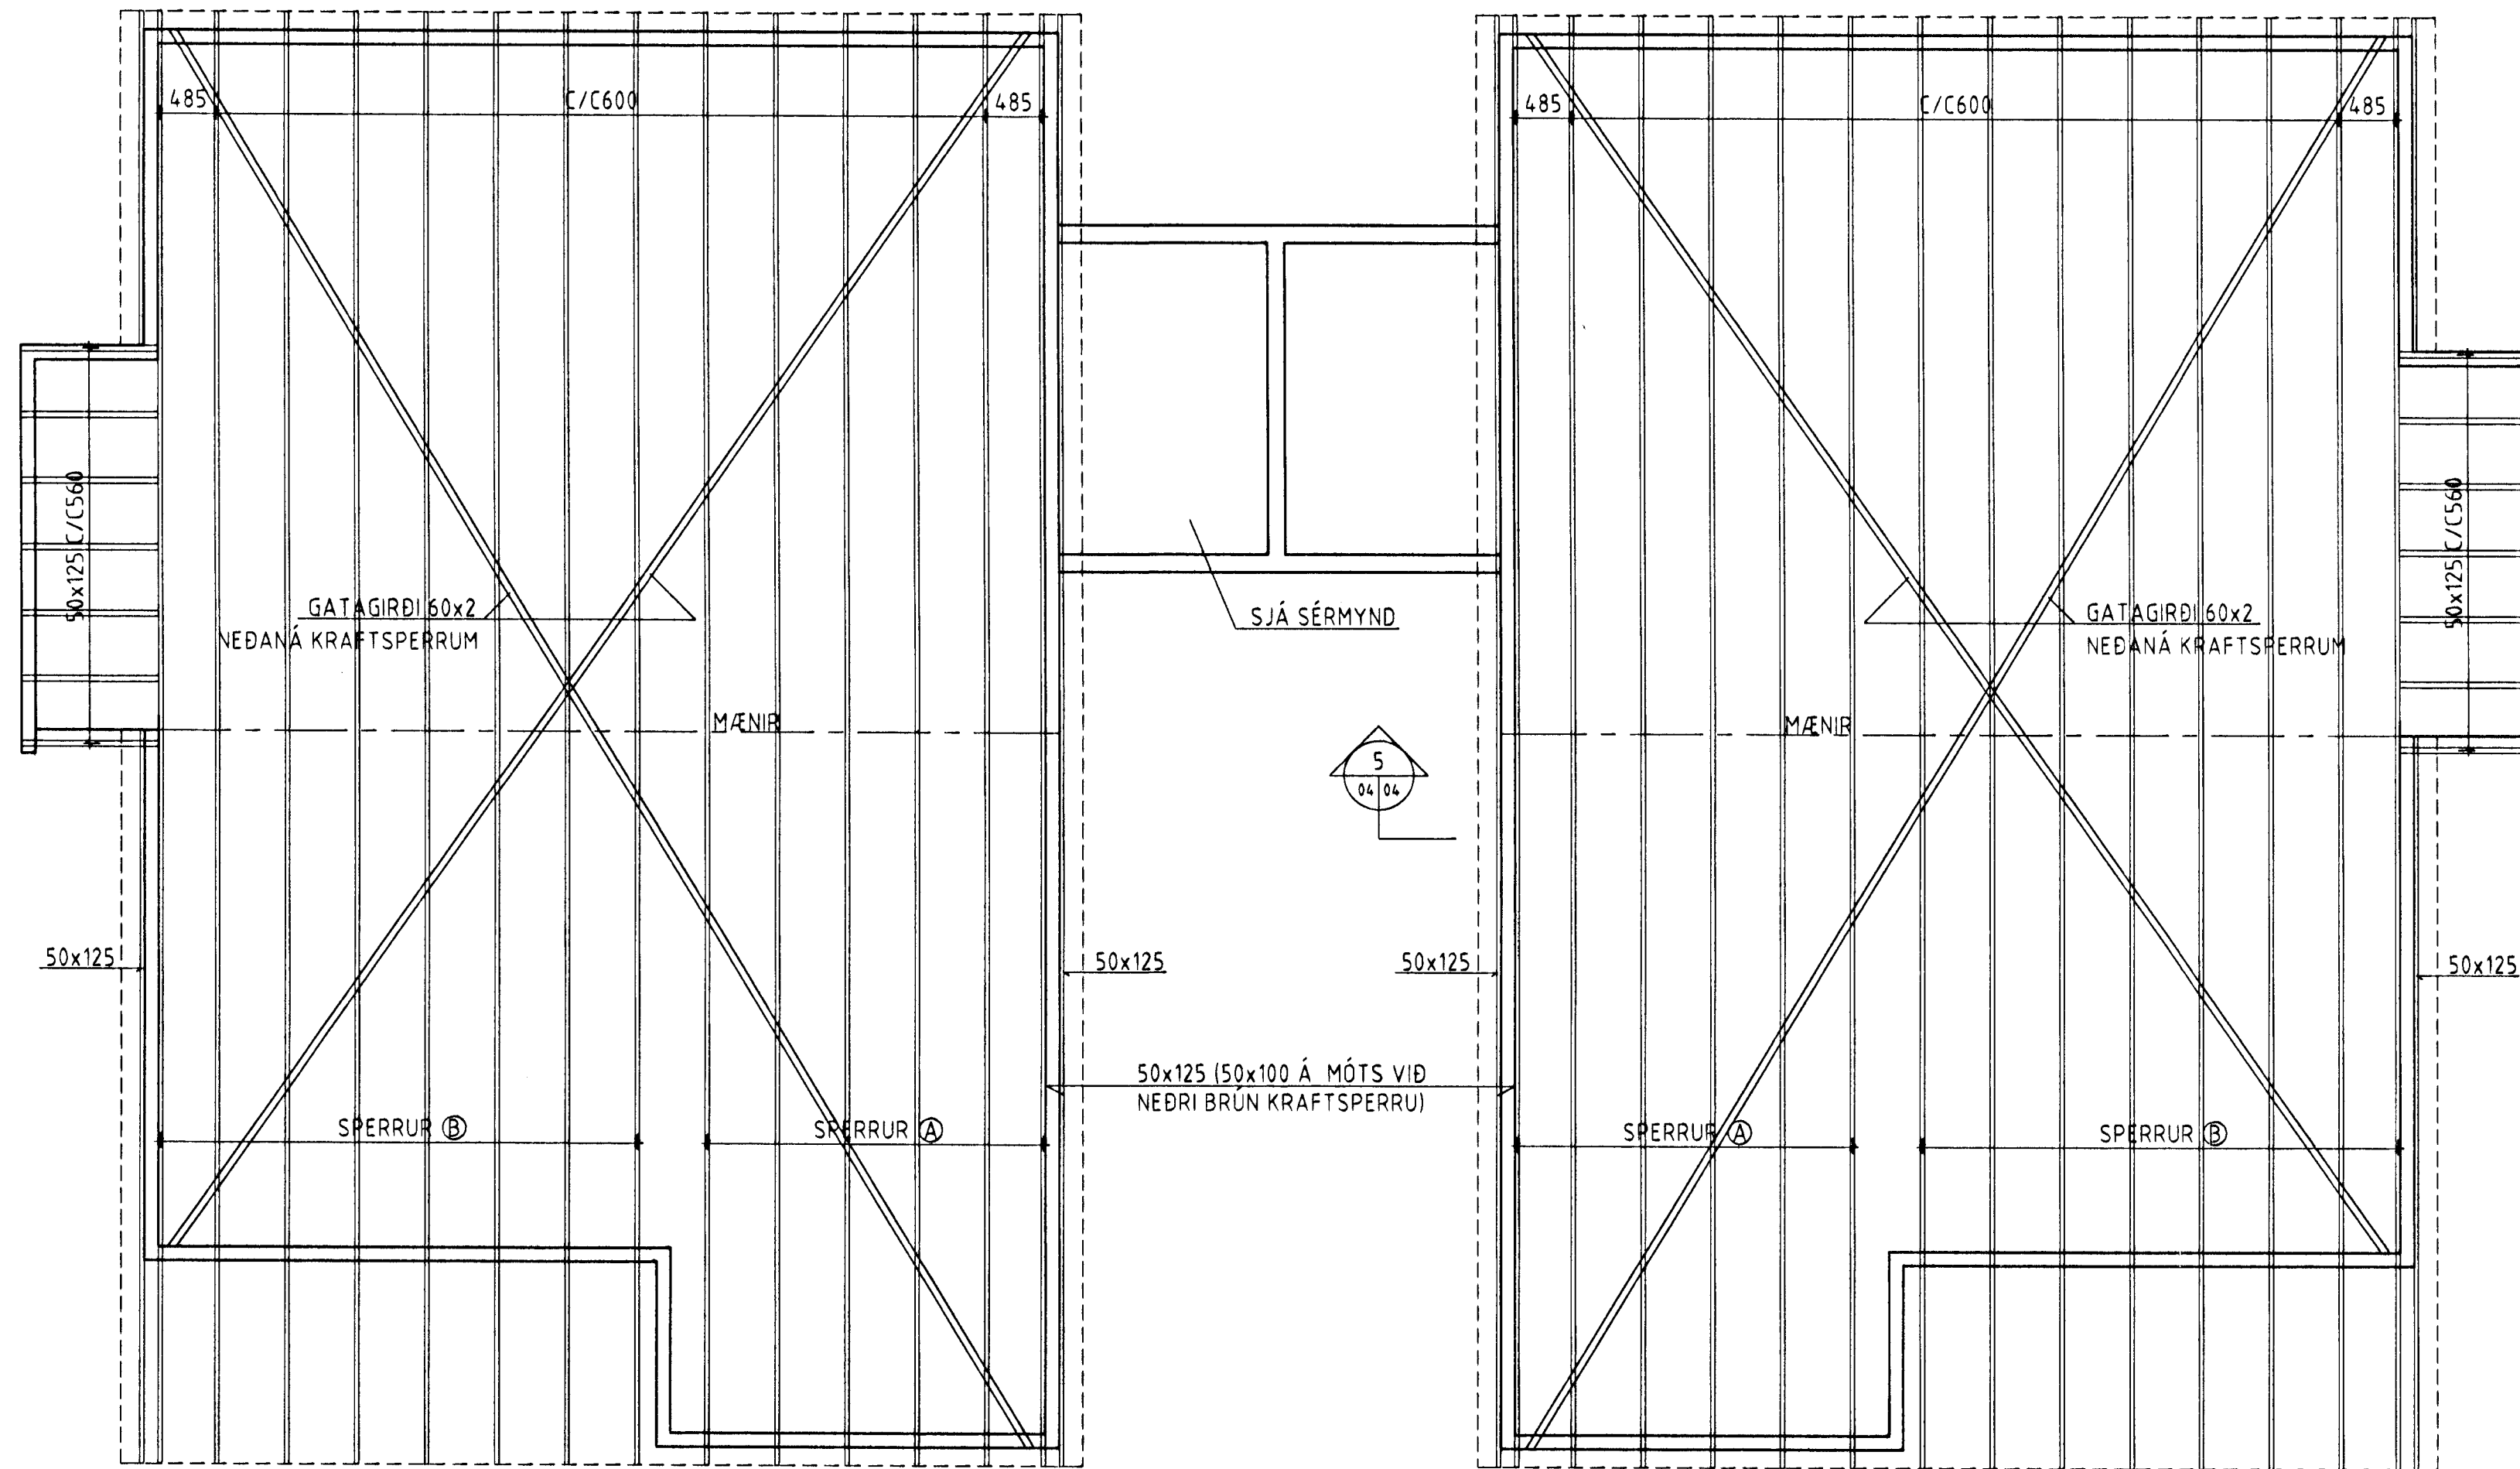 485
C/C600
485
485
C/C600
485
50x125 C/C560
GATAGIRÐI 60x2
NEÐANÁ KRAFTSPERRUM
SJÁ SÉRMYND
GATAGIRÐI 60x2
NEÐANÁ KRAFTSPERRUM
50x125 C/C560
MÆNIR
MÆNIR
5
04 04
50x125
50x125
50x125
50x125
50x125 (50x100 Á MÓTS VIÐ
NEÐRI BRÚN KRAFTSPERRU)
SPERRUR B
SPERRUR A
SPERRUR A
SPERRUR B